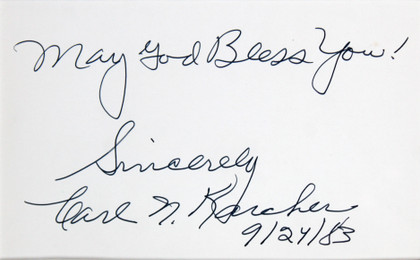 May God Bless You!
Sincerely
Carl N. Karcher
9/24/83